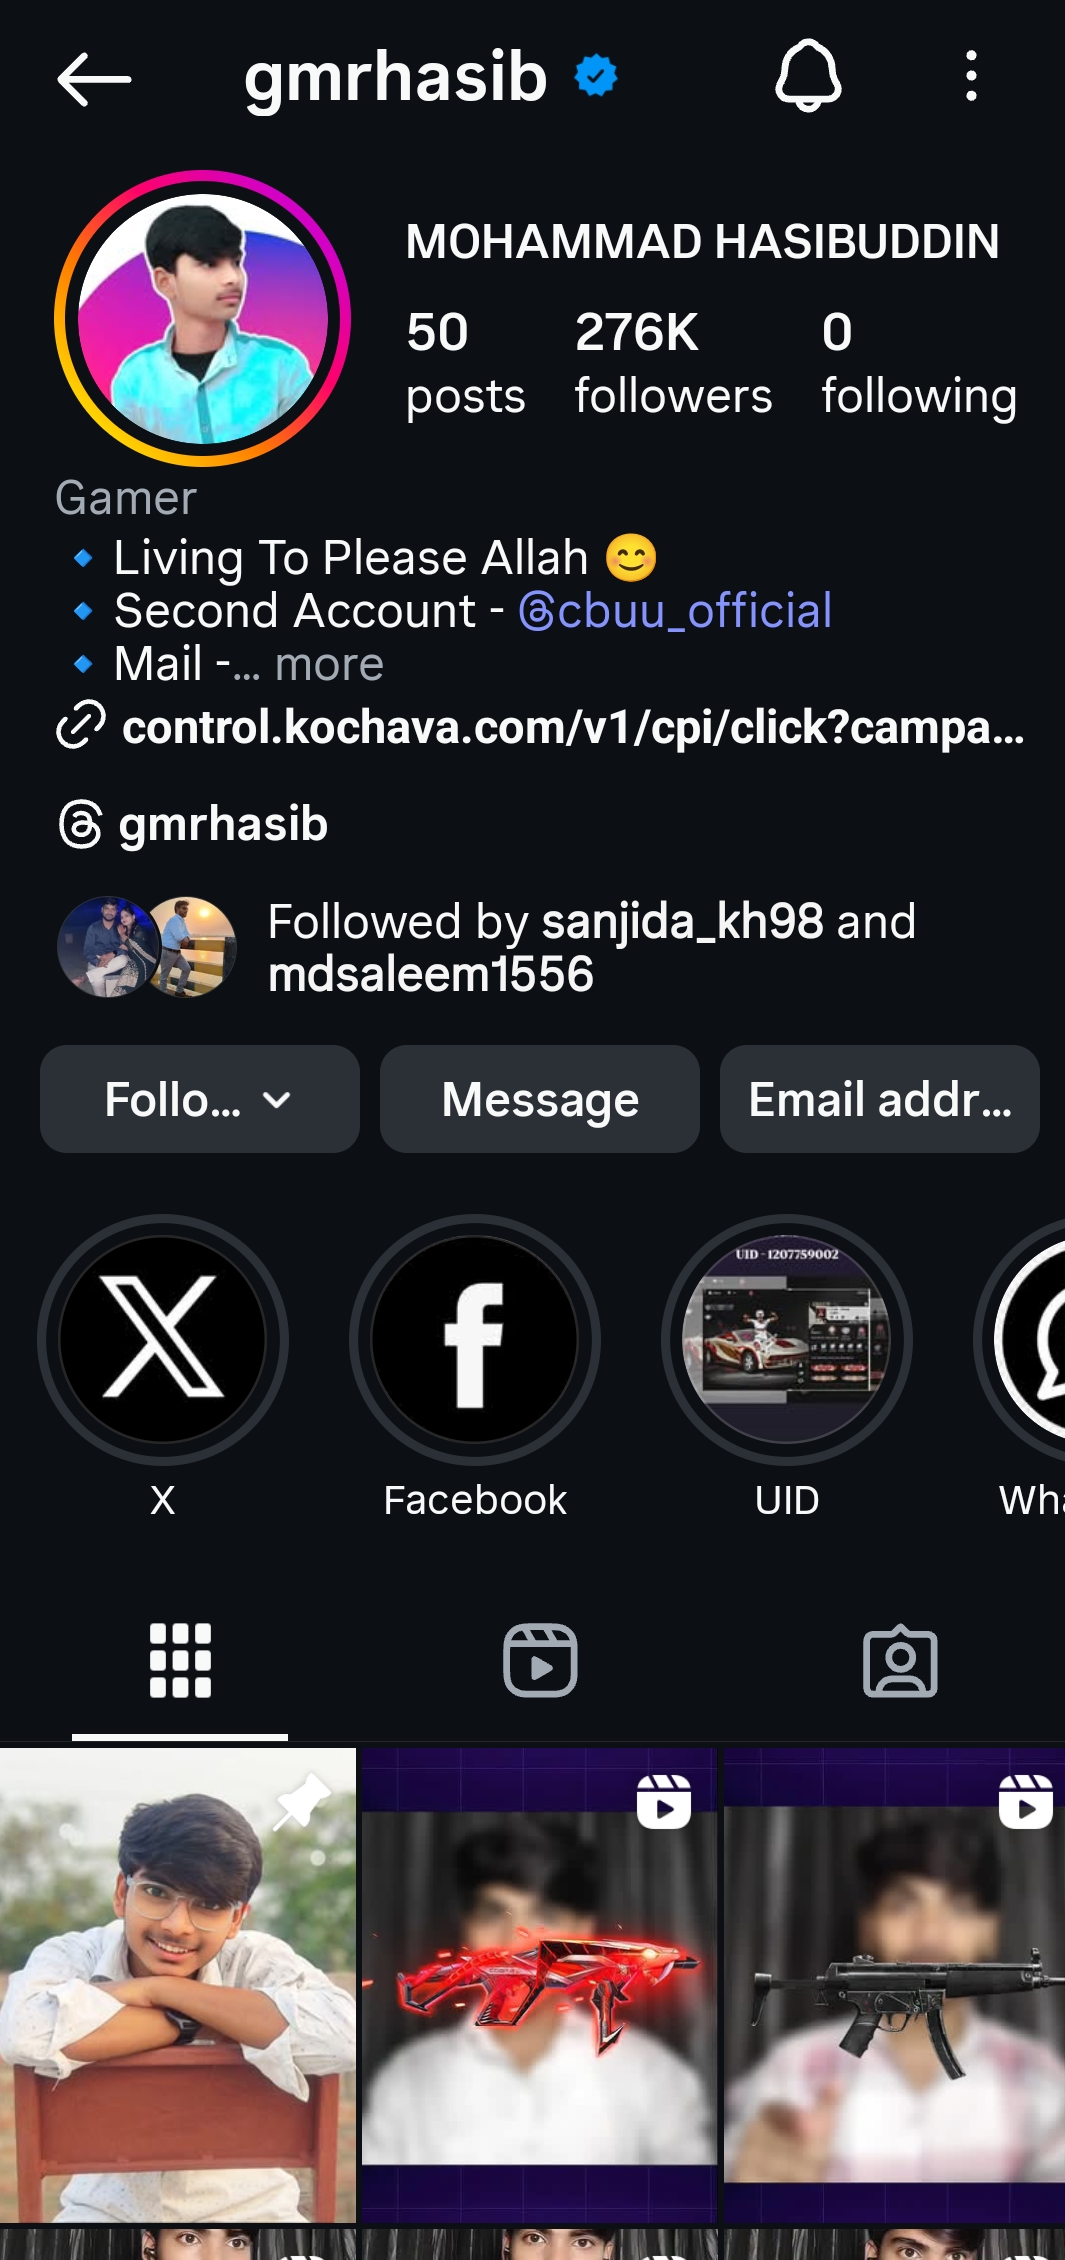 gmrhasib
MOHAMMAD HASIBUDDIN
50 276K 0
posts followers following
Gamer
🔹 Living To Please Allah 😊
🔹 Second Account - @cbuu_official
🔹 Mail -... more
control.kochava.com/v1/cpi/click?campa...
gmrhasib
Followed by sanjida_kh98 and
mdsaleem1556
Follo... Message Email addr...
UID - 1207759002
X Facebook UID Wha